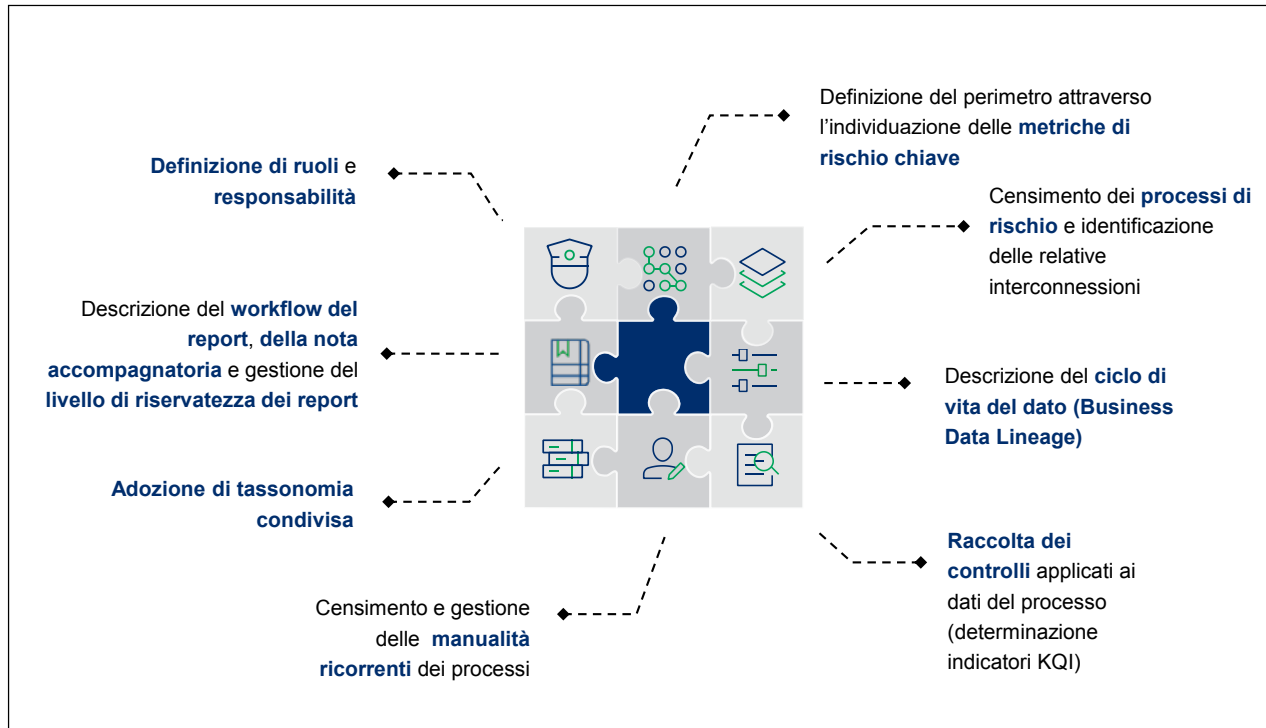 Definizione del perimetro attraverso
l’individuazione delle metriche di
rischio chiave
Definizione di ruoli e
responsabilità
Censimento dei processi di
rischio e identificazione
delle relative
interconnessioni
Descrizione del workflow del
report, della nota
accompagnatoria e gestione del
livello di riservatezza dei report
Descrizione del ciclo di
vita del dato (Business
Data Lineage)
Adozione di tassonomia
condivisa
Raccolta dei
controlli applicati ai
dati del processo
(determinazione
indicatori KQI)
Censimento e gestione
delle manualità
ricorrenti dei processi